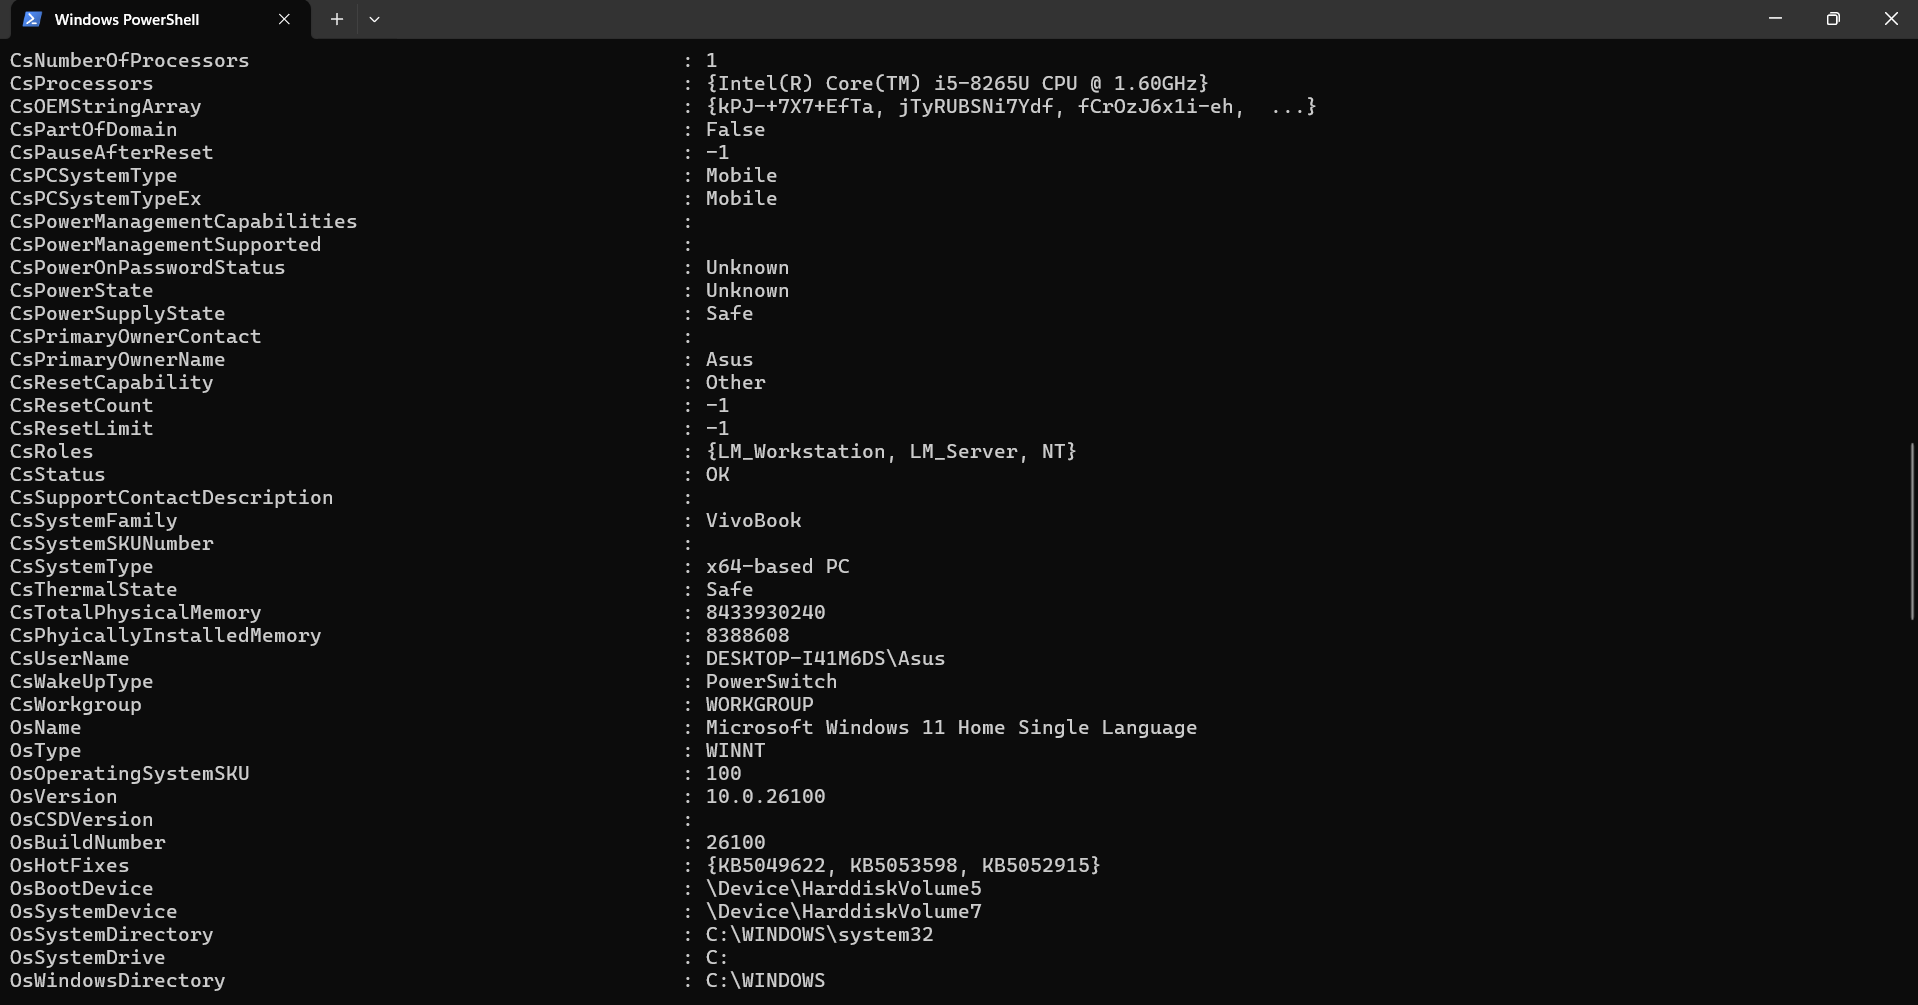 Windows PowerShell
CsNumberOfProcessors : 1
CsProcessors : {Intel(R) Core(TM) i5-8265U CPU @ 1.60GHz}
CsOEMStringArray : {kPJ-+7X7+EfTa, jTyRUBSNi7Ydf, fCrOzJ6x1i-eh,  ...}
CsPartOfDomain : False
CsPauseAfterReset : -1
CsPCSystemType : Mobile
CsPCSystemTypeEx : Mobile
CsPowerManagementCapabilities :
CsPowerManagementSupported :
CsPowerOnPasswordStatus : Unknown
CsPowerState : Unknown
CsPowerSupplyState : Safe
CsPrimaryOwnerContact :
CsPrimaryOwnerName : Asus
CsResetCapability : Other
CsResetCount : -1
CsResetLimit : -1
CsRoles : {LM_Workstation, LM_Server, NT}
CsStatus : OK
CsSupportContactDescription :
CsSystemFamily : VivoBook
CsSystemSKUNumber :
CsSystemType : x64-based PC
CsThermalState : Safe
CsTotalPhysicalMemory : 8433930240
CsPhyicallyInstalledMemory : 8388608
CsUserName : DESKTOP-I41M6DS\Asus
CsWakeUpType : PowerSwitch
CsWorkgroup : WORKGROUP
OsName : Microsoft Windows 11 Home Single Language
OsType : WINNT
OsOperatingSystemSKU : 100
OsVersion : 10.0.26100
OsCSDVersion :
OsBuildNumber : 26100
OsHotFixes : {KB5049622, KB5053598, KB5052915}
OsBootDevice : \Device\HarddiskVolume5
OsSystemDevice : \Device\HarddiskVolume7
OsSystemDirectory : C:\WINDOWS\system32
OsSystemDrive : C:
OsWindowsDirectory : C:\WINDOWS